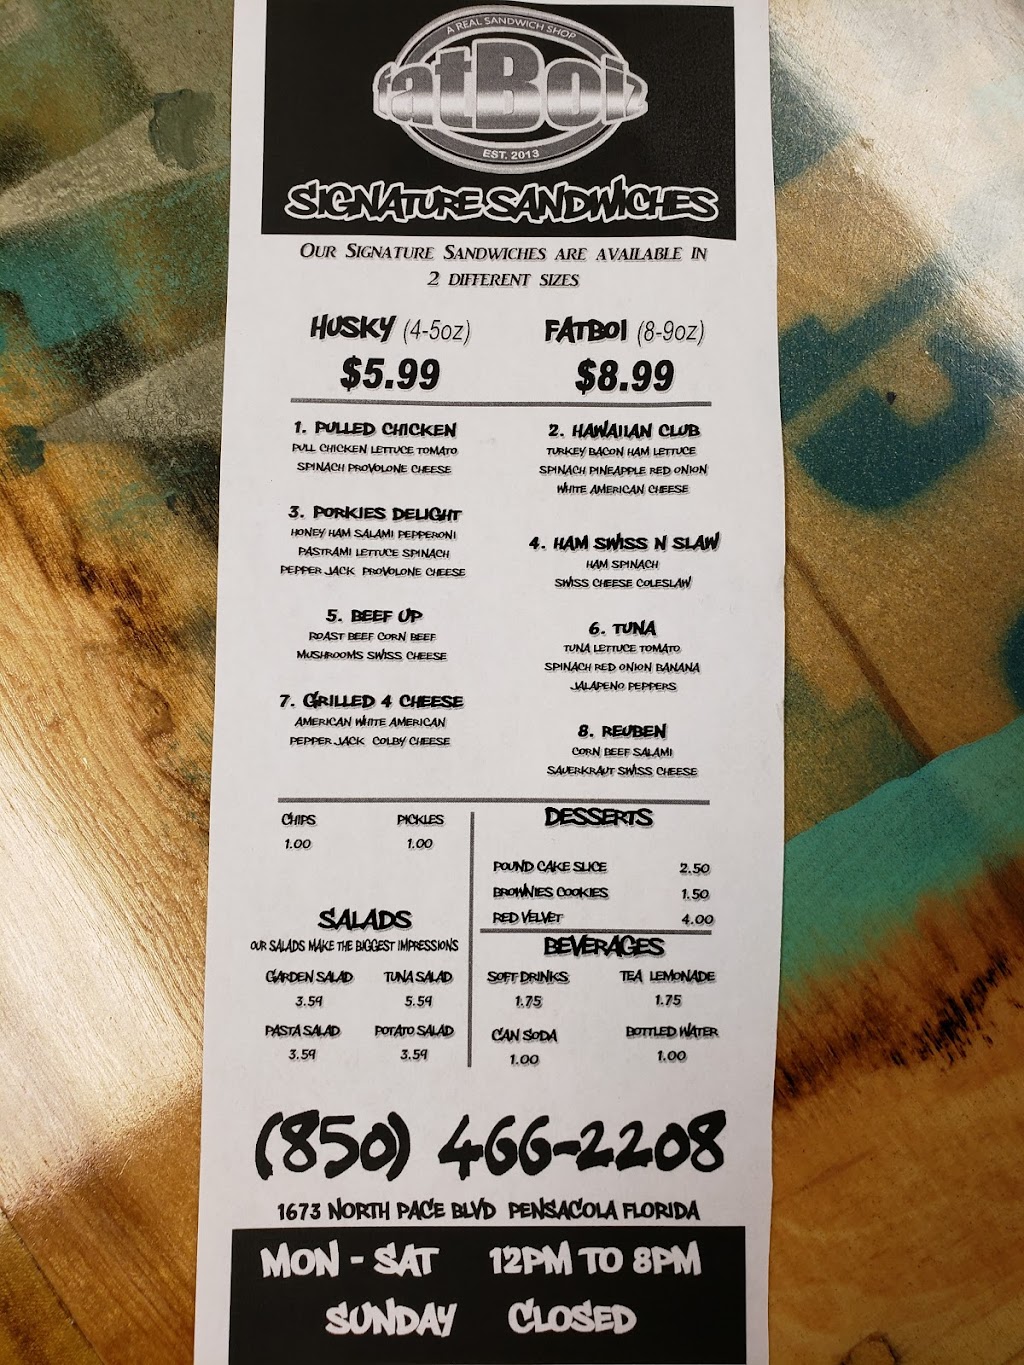 A REAL SANDWICH SHOP
fatBoiz
EST. 2013
SIGNATURE SANDWICHES
OUR SIGNATURE SANDWICHES ARE AVAILABLE IN
2 DIFFERENT SIZES
HUSKY (4-5oz)
$5.99
FATBOI (8-9oz)
$8.99
1. PULLED CHICKEN
PULL CHICKEN LETTUCE TOMATO
SPINACH PROVOLONE CHEESE
2. HAWAIIAN CLUB
TURKEY BACON HAM LETTUCE
SPINACH PINEAPPLE RED ONION
WHITE AMERICAN CHEESE
3. PORKIES DELIGHT
HONEY HAM SALAMI PEPPERONI
PASTRAMI LETTUCE SPINACH
PEPPER JACK PROVOLONE CHEESE
4. HAM SWISS N SLAW
HAM SPINACH
SWISS CHEESE COLESLAW
5. BEEF UP
ROAST BEEF CORN BEEF
MUSHROOMS SWISS CHEESE
6. TUNA
TUNA LETTUCE TOMATO
SPINACH RED ONION BANANA
JALAPENO PEPPERS
7. GRILLED 4 CHEESE
AMERICAN WHITE AMERICAN
PEPPER JACK COLBY CHEESE
8. REUBEN
CORN BEEF SALAMI
SAUERKRAUT SWISS CHEESE
CHIPS PICKLES
1.00 1.00
SALADS
OUR SALADS MAKE THE BIGGEST IMPRESSIONS
GARDEN SALAD TUNA SALAD
3.59 5.59
PASTA SALAD POTATO SALAD
3.59 3.59
DESSERTS
POUND CAKE SLICE 2.50
BROWNIES COOKIES 1.50
RED VELVET 4.00
BEVERAGES
SOFT DRINKS TEA LEMONADE
1.75 1.75
CAN SODA BOTTLED WATER
1.00 1.00
(850) 466-2208
1673 NORTH PACE BLVD PENSACOLA FLORIDA
MON - SAT 12PM TO 8PM
SUNDAY CLOSED